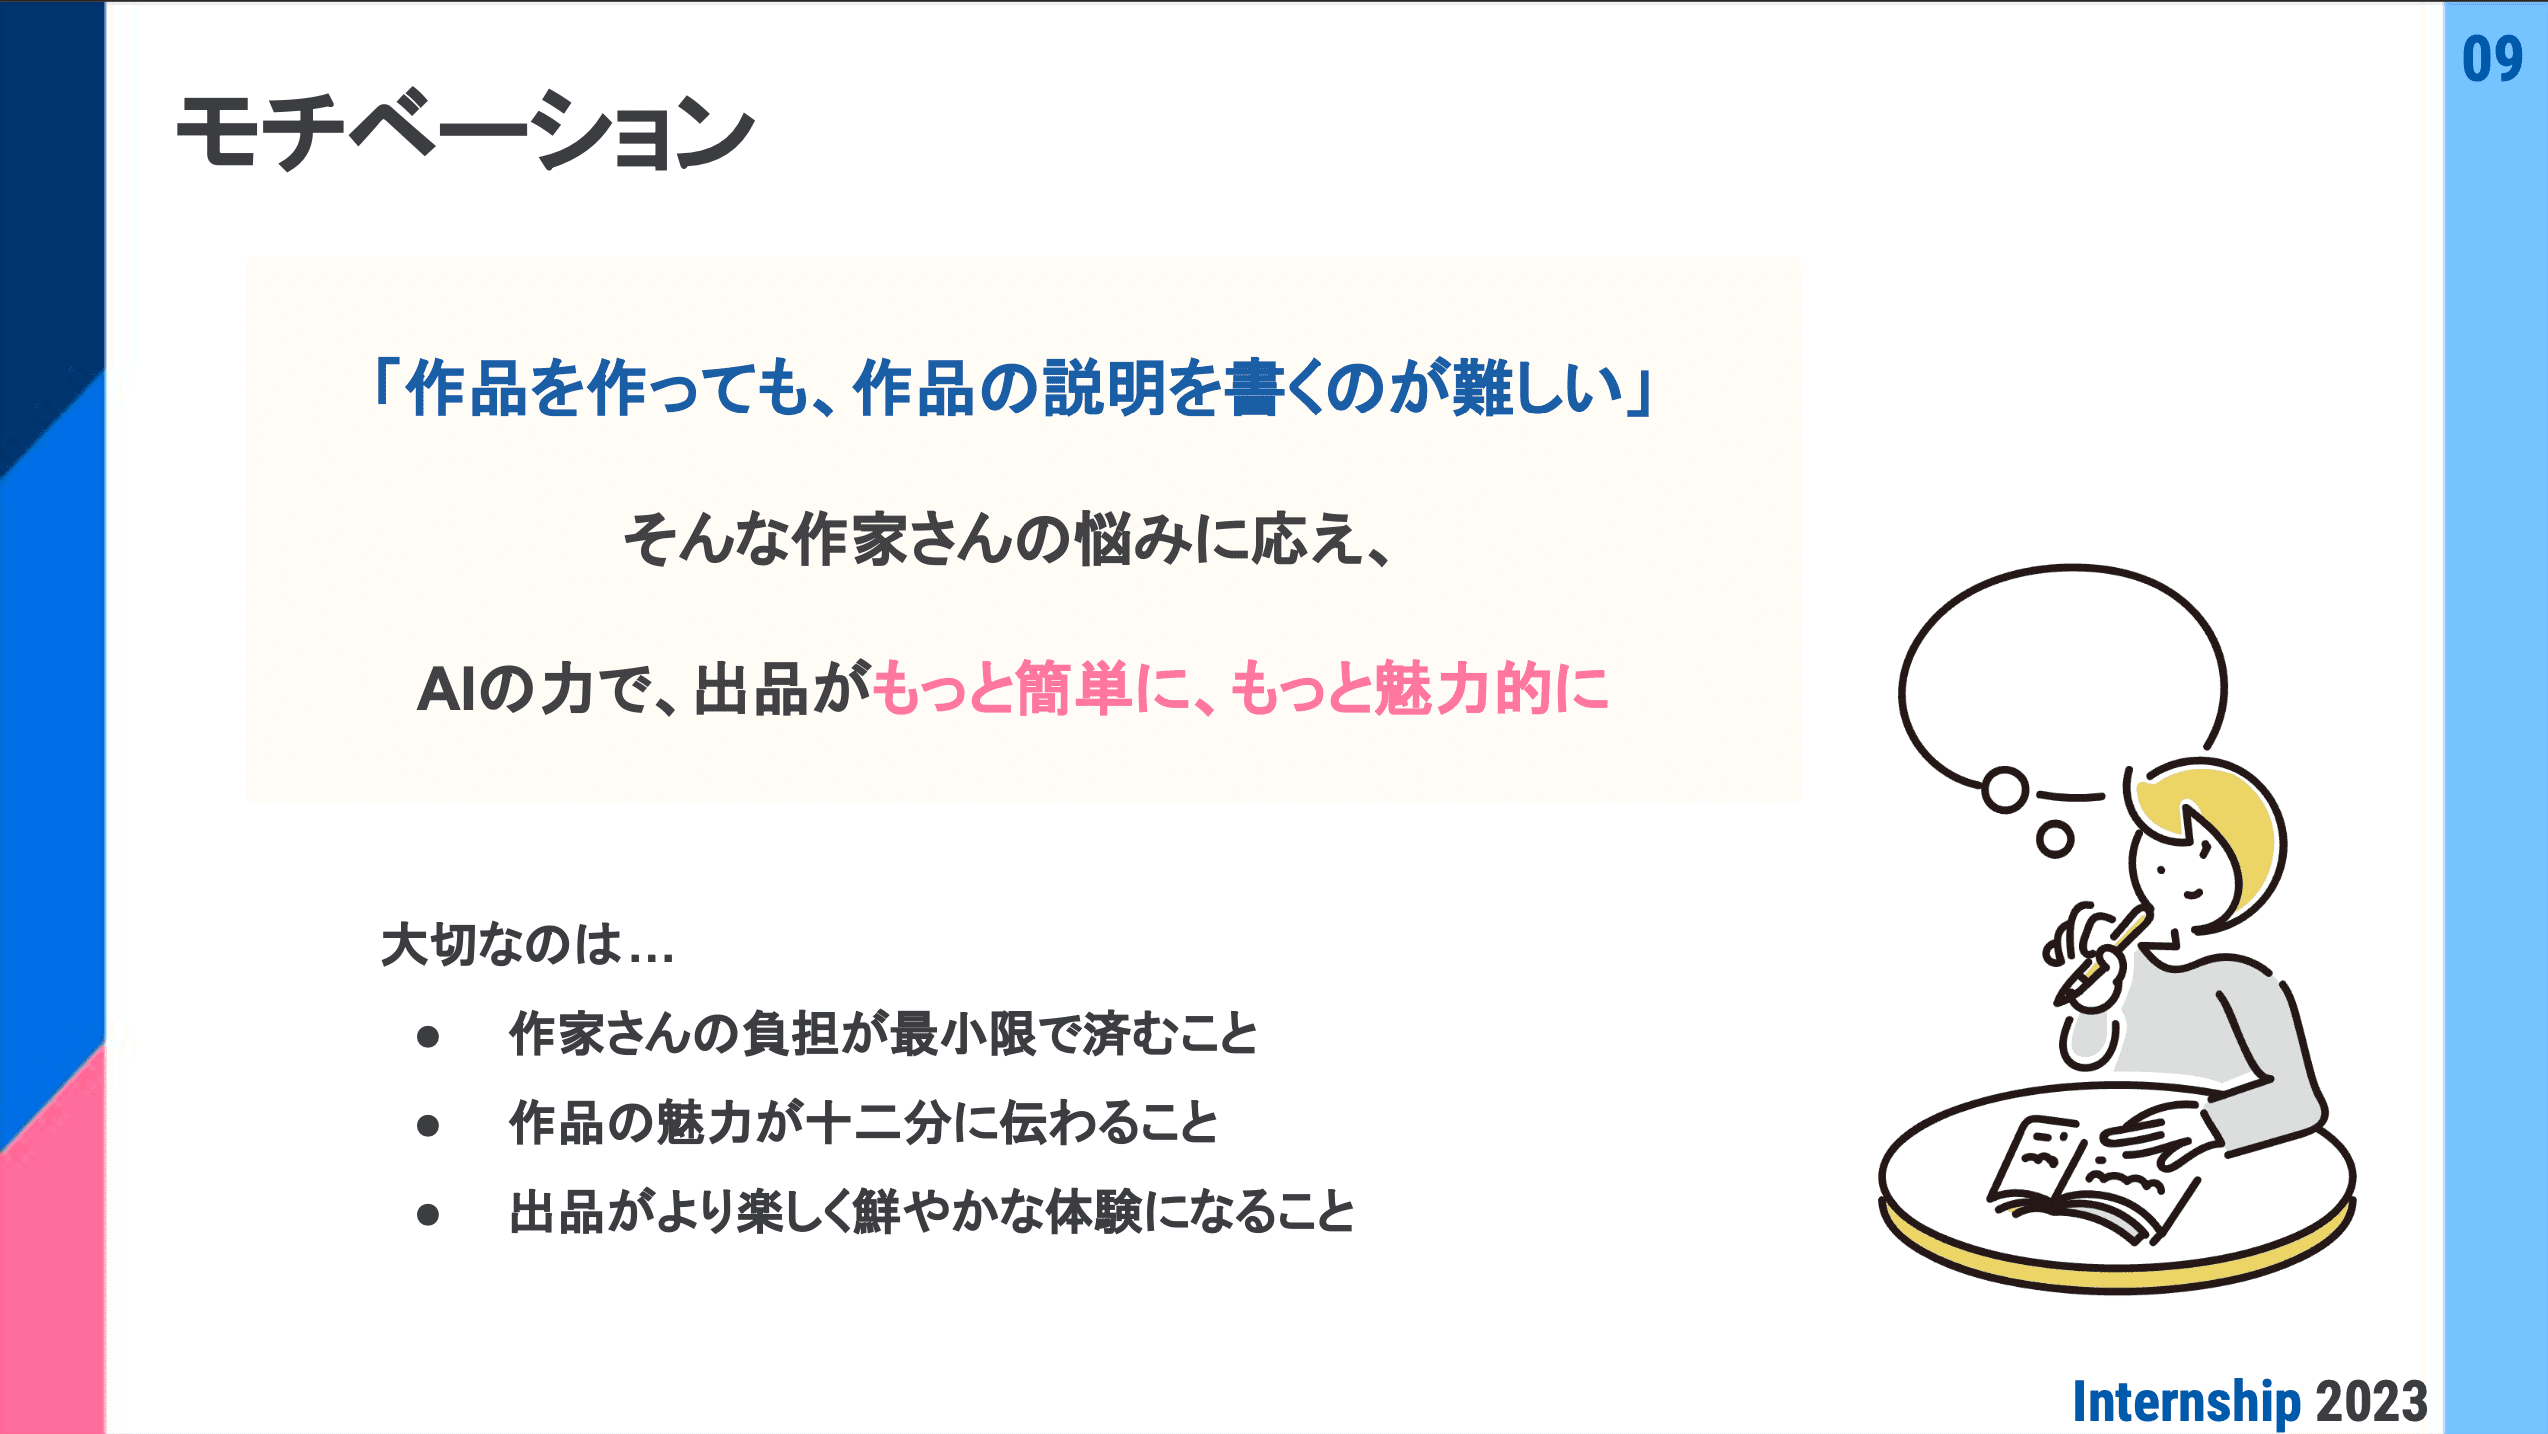 09
モチベーション
「作品を作っても、作品の説明を書くのが難しい」
そんな作家さんの悩みに応え、
AIの力で、出品がもっと簡単に、もっと魅力的に
大切なのは…
● 作家さんの負担が最小限で済むこと
● 作品の魅力が十二分に伝わること
● 出品がより楽しく鮮やかな体験になること
Internship 2023